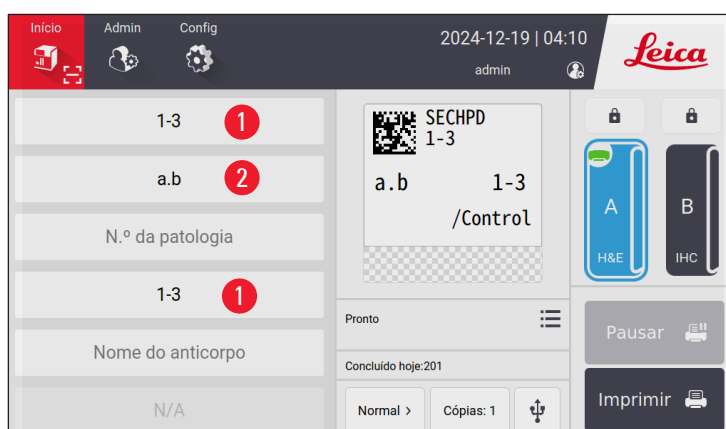 Início
Admin
Config
2024-12-19 | 04:10
admin
Leica
1-3
1
a.b
2
N.º da patologia
1-3
1
Nome do anticorpo
N/A
SECHPD
1-3
a.b 1-3
/Control
Pronto
Concluído hoje:201
Normal >
Cópias: 1
A
H&E
B
IHC
Pausar
Imprimir